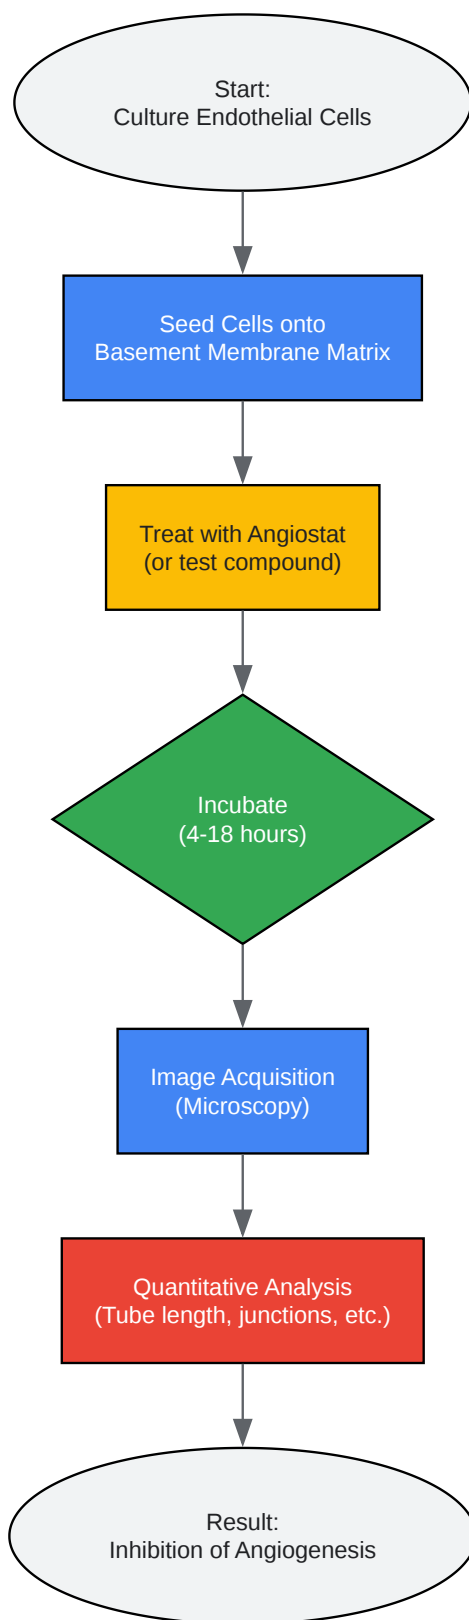 Start:
Culture Endothelial Cells
Seed Cells onto
Basement Membrane Matrix
Treat with Angiostat
(or test compound)
Incubate
(4-18 hours)
Image Acquisition
(Microscopy)
Quantitative Analysis
(Tube length, junctions, etc.)
Result:
Inhibition of Angiogenesis